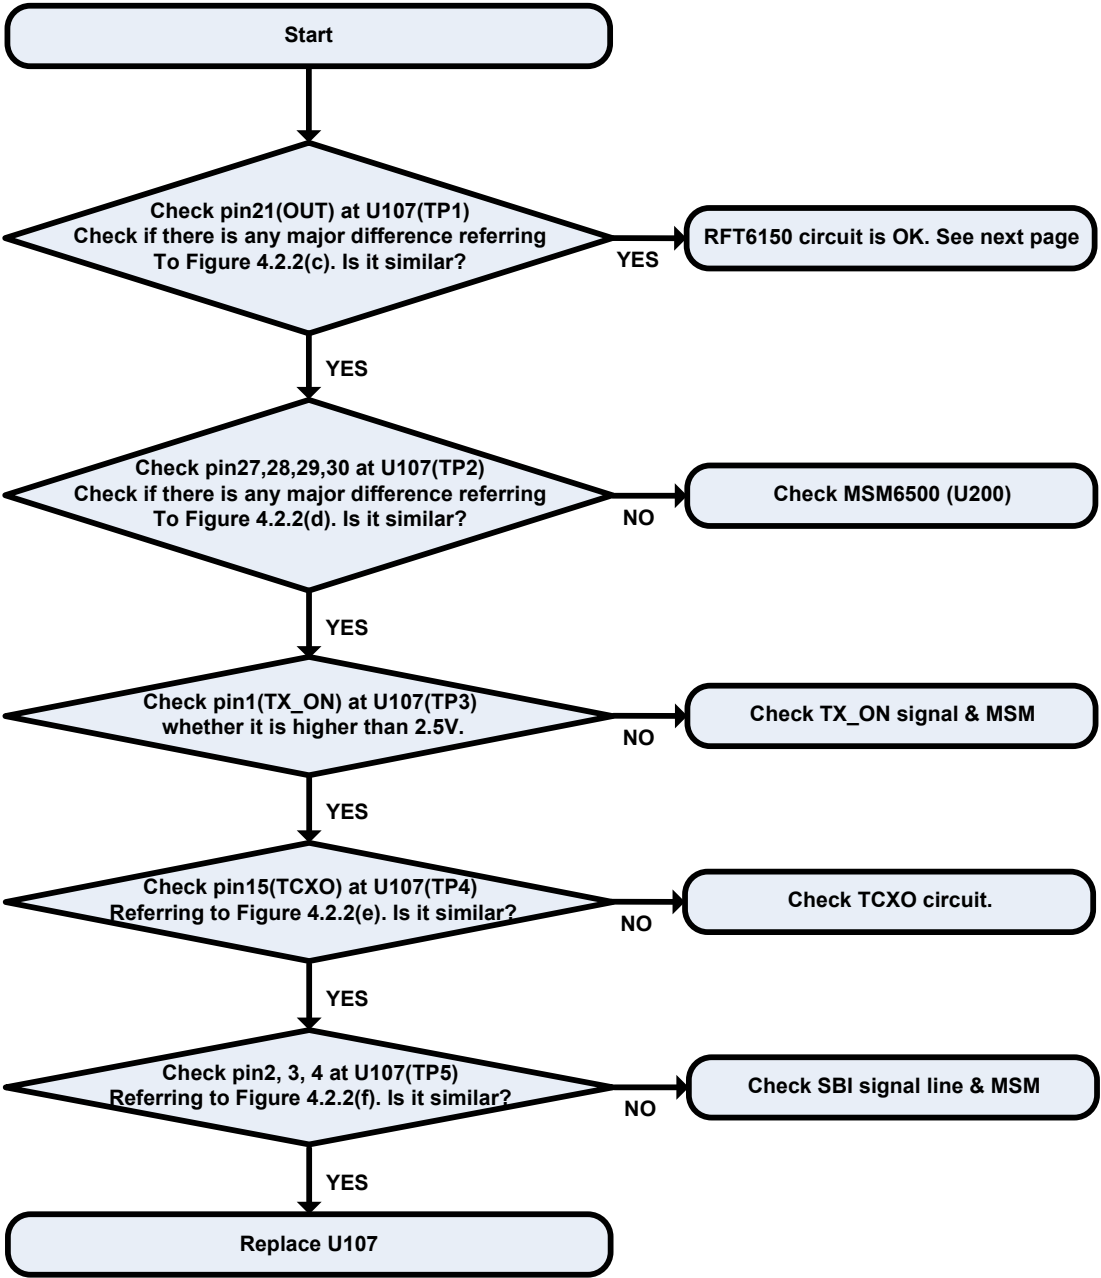 Start
Check pin21(OUT) at U107(TP1)
Check if there is any major difference referring
To Figure 4.2.2(c). Is it similar?
YES
RFT6150 circuit is OK. See next page
YES
Check pin27,28,29,30 at U107(TP2)
Check if there is any major difference referring
To Figure 4.2.2(d). Is it similar?
NO
Check MSM6500 (U200)
YES
Check pin1(TX_ON) at U107(TP3)
whether it is higher than 2.5V.
NO
Check TX_ON signal & MSM
YES
Check pin15(TCXO) at U107(TP4)
Referring to Figure 4.2.2(e). Is it similar?
NO
Check TCXO circuit.
YES
Check pin2, 3, 4 at U107(TP5)
Referring to Figure 4.2.2(f). Is it similar?
NO
Check SBI signal line & MSM
YES
Replace U107